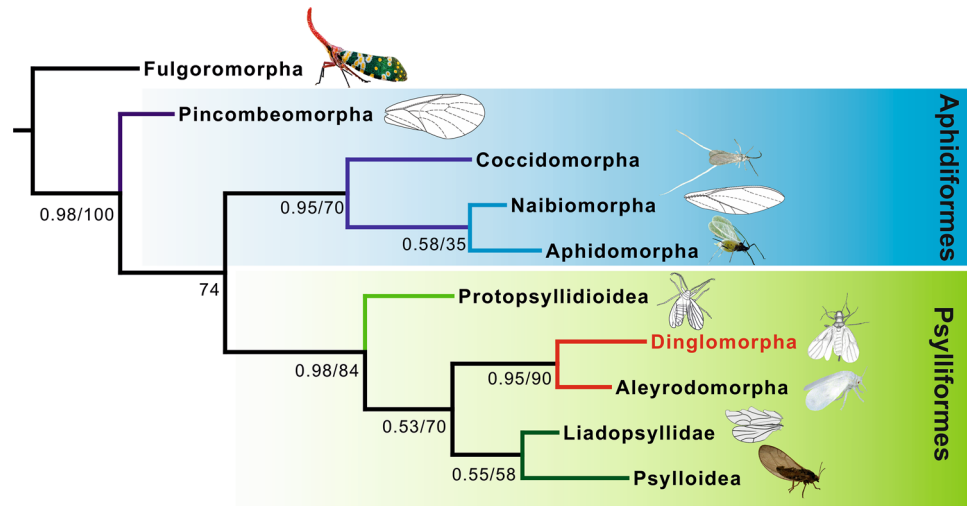 Fulgoromorpha
Pincombeomorpha
Coccidomorpha
0.98/100
0.95/70
Naibiomorpha
0.58/35
Aphidomorpha
Aphidiformes
74
Protopsyllidioidea
Dinglomorpha
0.98/84
0.95/90
Aleyrodomorpha
0.53/70
Liadopsyllidae
0.55/58
Psylloidea
Psylliformes